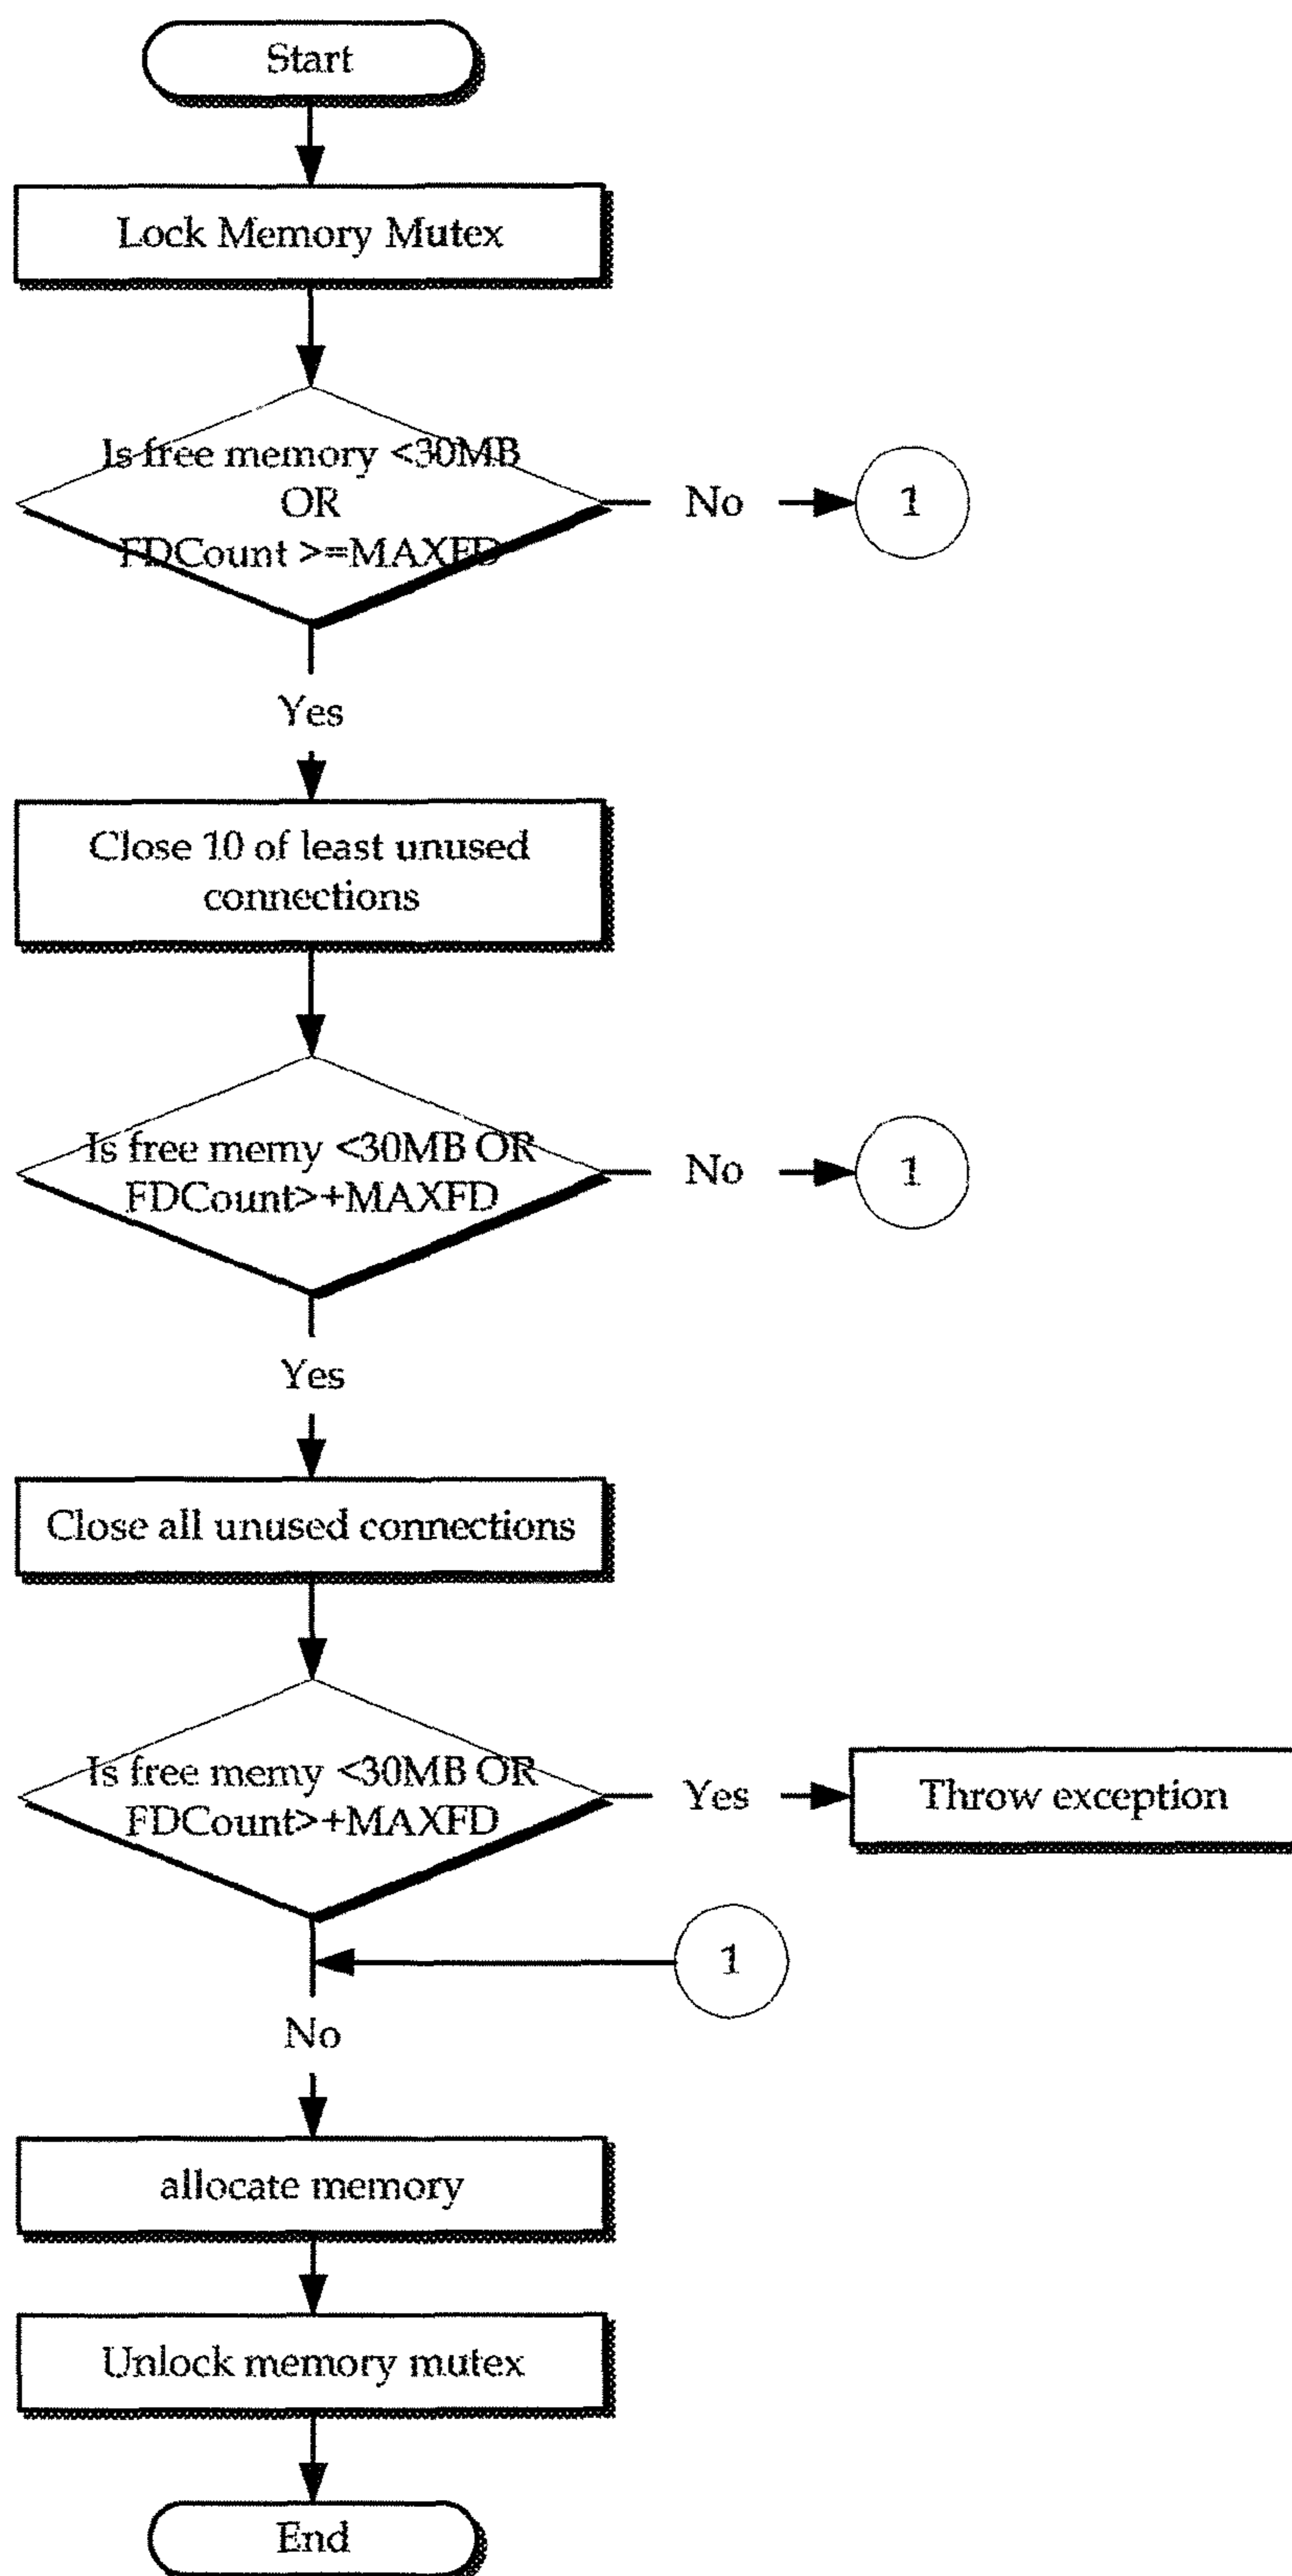 Start
Lock Memory Mutex
Is free memory <30MB
OR
FDCount >=MAXFD
No
1
Yes
Close 10 of least unused
connections
Is free memy <30MB OR
FDCount>+MAXFD
No
1
Yes
Close all unused connections
Is free memy <30MB OR
FDCount>+MAXFD
Yes
Throw exception
1
No
allocate memory
Unlock memory mutex
End